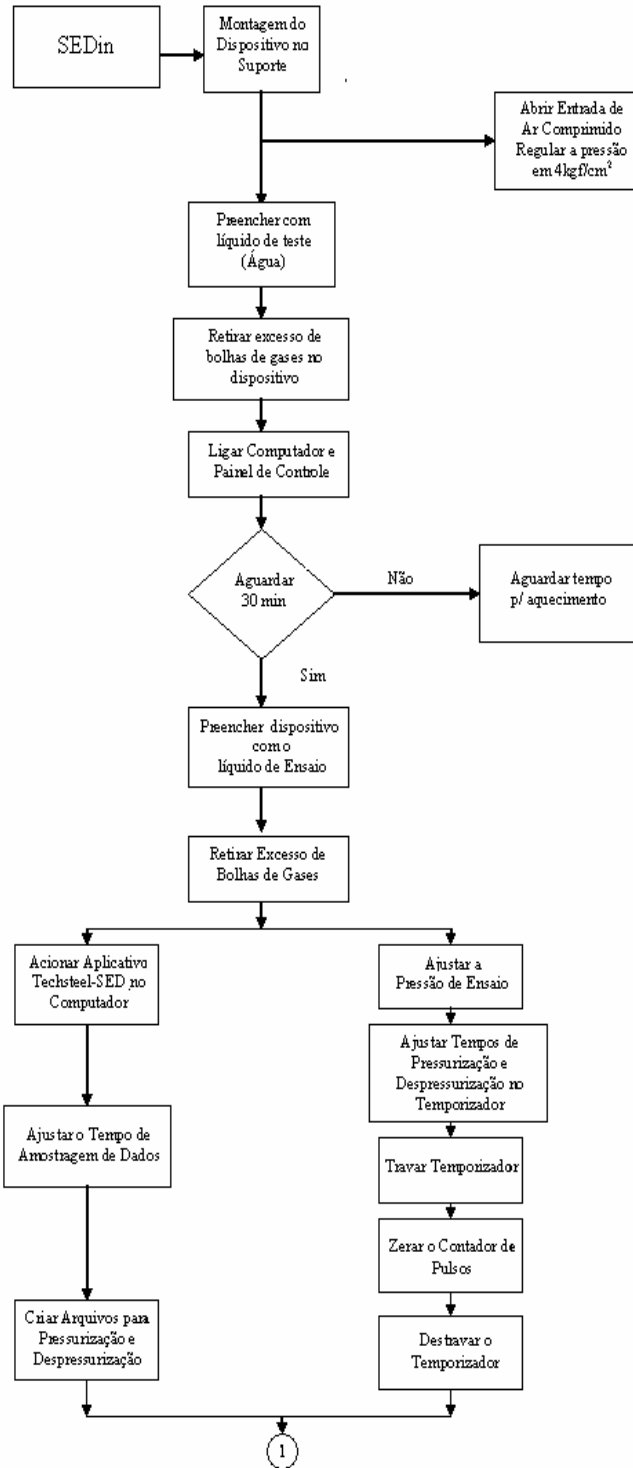 SEDin
Montagem do
Dispositivo no
Suporte
Abrir Entrada de
Ar Comprimido
Regular a pressão
em 4kgf/cm²
Preencher com
líquido de teste
(Água)
Retirar excesso de
bolhas de gases no
dispositivo
Ligar Computador e
Painel de Controle
Aguardar
30 min
Não
Aguardar tempo
p/ aquecimento
Sim
Preencher dispositivo
como o
líquido de Ensaio
Retirar Excesso de
Bolhas de Gases
Acionar Aplicativo
Techsteel-SED no
Computador
Ajustar o Tempo de
Amostragem de Dados
Criar Arquivos para
Pressurização e
Despressurização
Ajustar a
Pressão de Ensaio
Ajustar Tempos de
Pressurização e
Despressurização no
Temporizador
Travar Temporizador
Zerar o Contador de
Pulsos
Destravar o
Temporizador
1